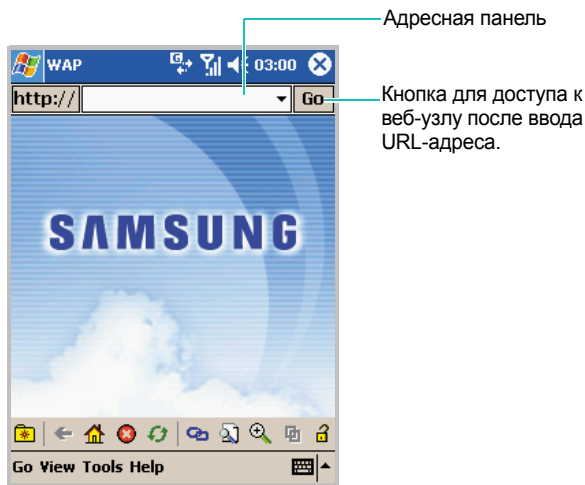 Адресная панель
WAP 03:00
http:// Go
Кнопка для доступа к
веб-узлу после ввода
URL-адреса.
SAMSUNG
Go View Tools Help